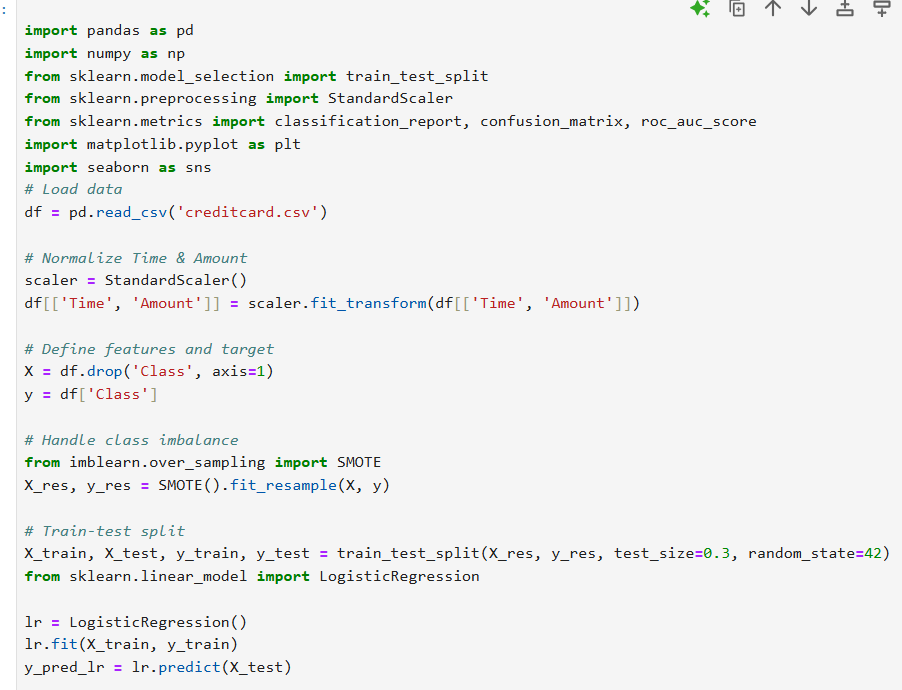 :
import pandas as pd
import numpy as np
from sklearn.model_selection import train_test_split
from sklearn.preprocessing import StandardScaler
from sklearn.metrics import classification_report, confusion_matrix, roc_auc_score
import matplotlib.pyplot as plt
import seaborn as sns
# Load data
df = pd.read_csv('creditcard.csv')

# Normalize Time & Amount
scaler = StandardScaler()
df[['Time', 'Amount']] = scaler.fit_transform(df[['Time', 'Amount']])

# Define features and target
X = df.drop('Class', axis=1)
y = df['Class']

# Handle class imbalance
from imblearn.over_sampling import SMOTE
X_res, y_res = SMOTE().fit_resample(X, y)

# Train-test split
X_train, X_test, y_train, y_test = train_test_split(X_res, y_res, test_size=0.3, random_state=42)
from sklearn.linear_model import LogisticRegression

lr = LogisticRegression()
lr.fit(X_train, y_train)
y_pred_lr = lr.predict(X_test)